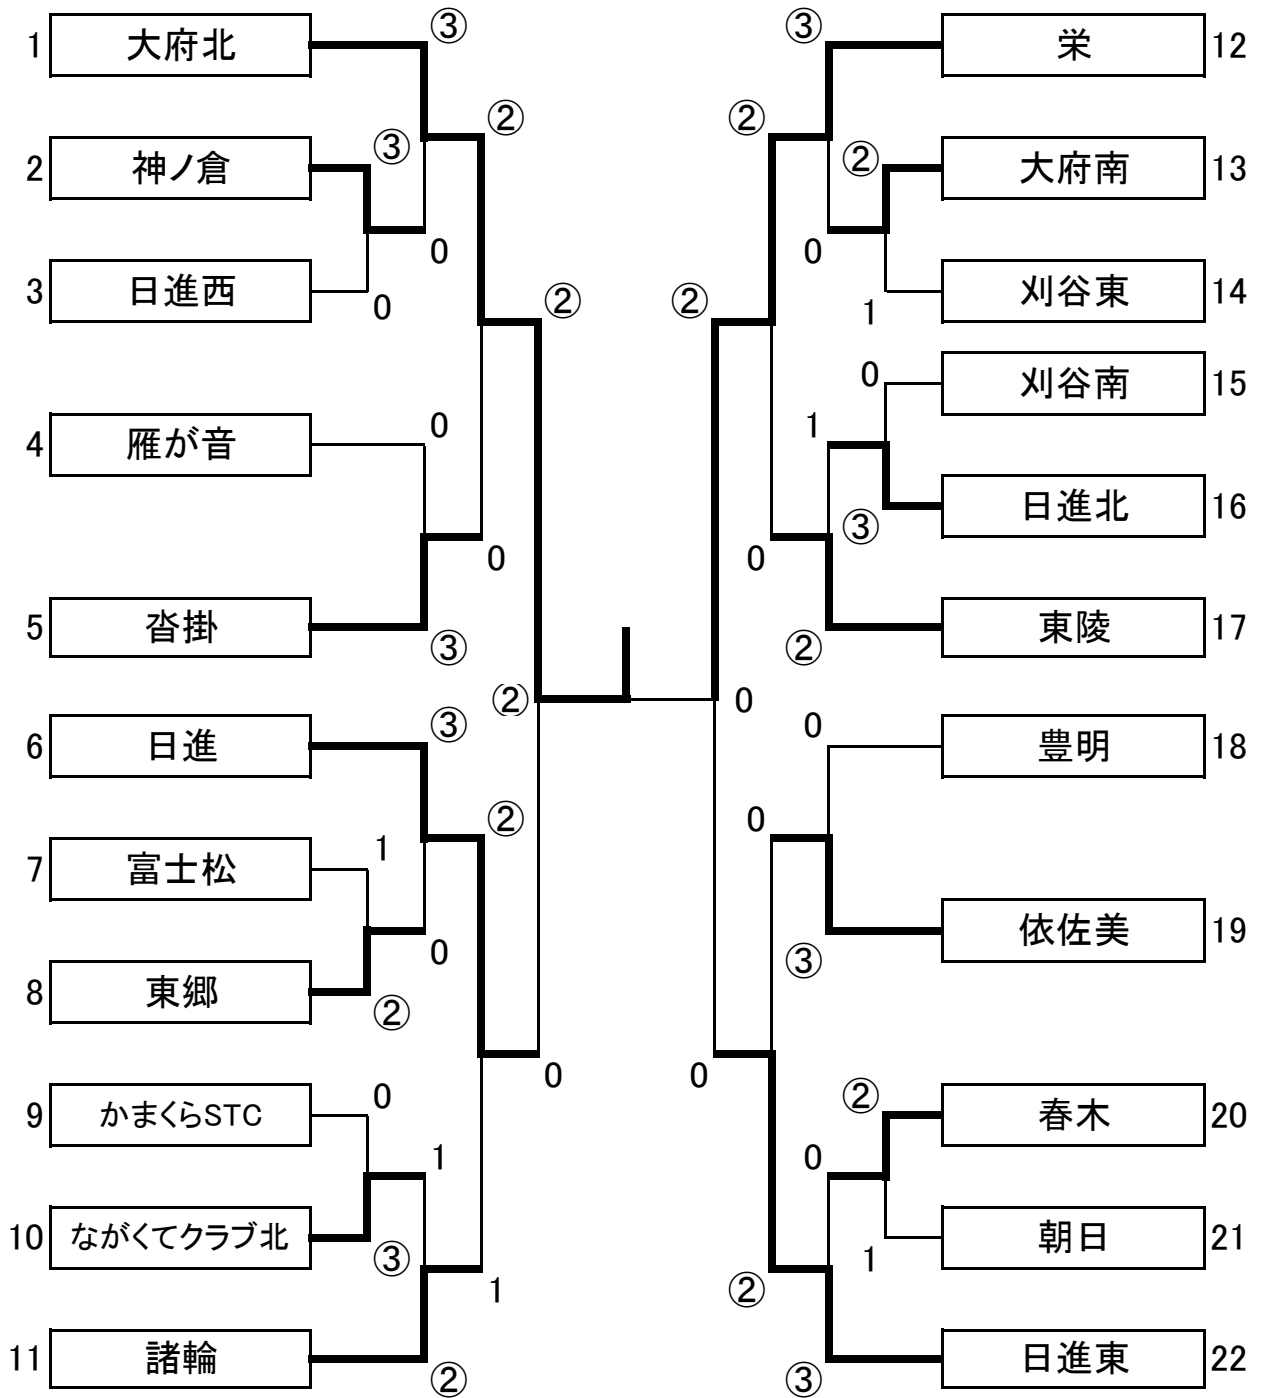 1 大府北 ③
2 神ノ倉 ③
②
0
3 日進西 0
②
4 雁が音 0
0
5 沓掛 ③
②
6 日進 ③
②
7 富士松 1
0
8 東郷 ②
0
9 かまくらSTC 0
1
10 ながくてクラブ北 ③
1
11 諸輪 ②
③ 栄 12
②
② 大府南 13
0
1 刈谷東 14
②
0 刈谷南 15
1
③ 日進北 16
0
② 東陵 17
0
0 豊明 18
0
③ 依佐美 19
0
② 春木 20
0
1 朝日 21
②
③ 日進東 22